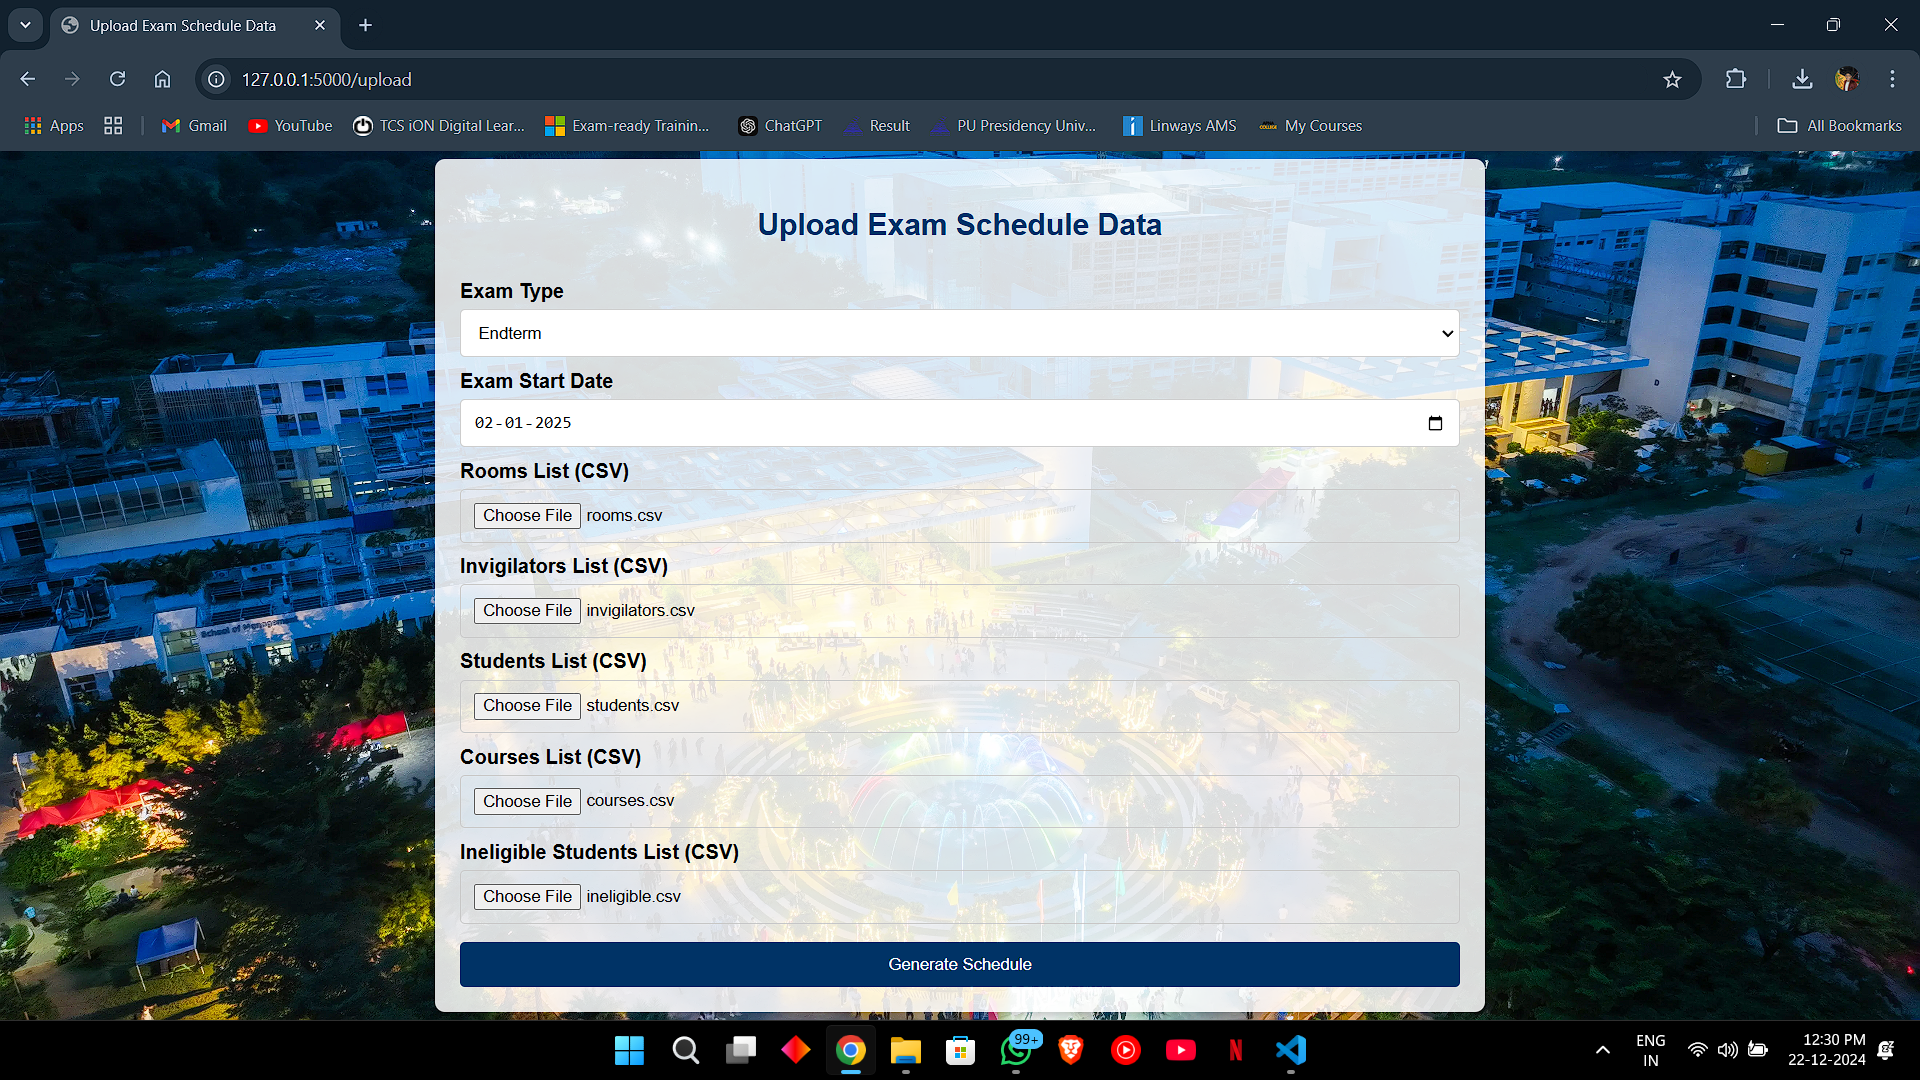 Upload Exam Schedule Data
127.0.0.1:5000/upload
Apps
Gmail
YouTube
TCS iON Digital Lear...
Exam-ready Trainin...
ChatGPT
Result
PU Presidency Univ...
Linways AMS
My Courses
All Bookmarks
Upload Exam Schedule Data
Exam Type
Endterm
Exam Start Date
02-01-2025
Rooms List (CSV)
Choose File rooms.csv
Invigilators List (CSV)
Choose File invigilators.csv
Students List (CSV)
Choose File students.csv
Courses List (CSV)
Choose File courses.csv
Ineligible Students List (CSV)
Choose File ineligible.csv
Generate Schedule
School of Management
99+
ENG
IN
12:30 PM
22-12-2024